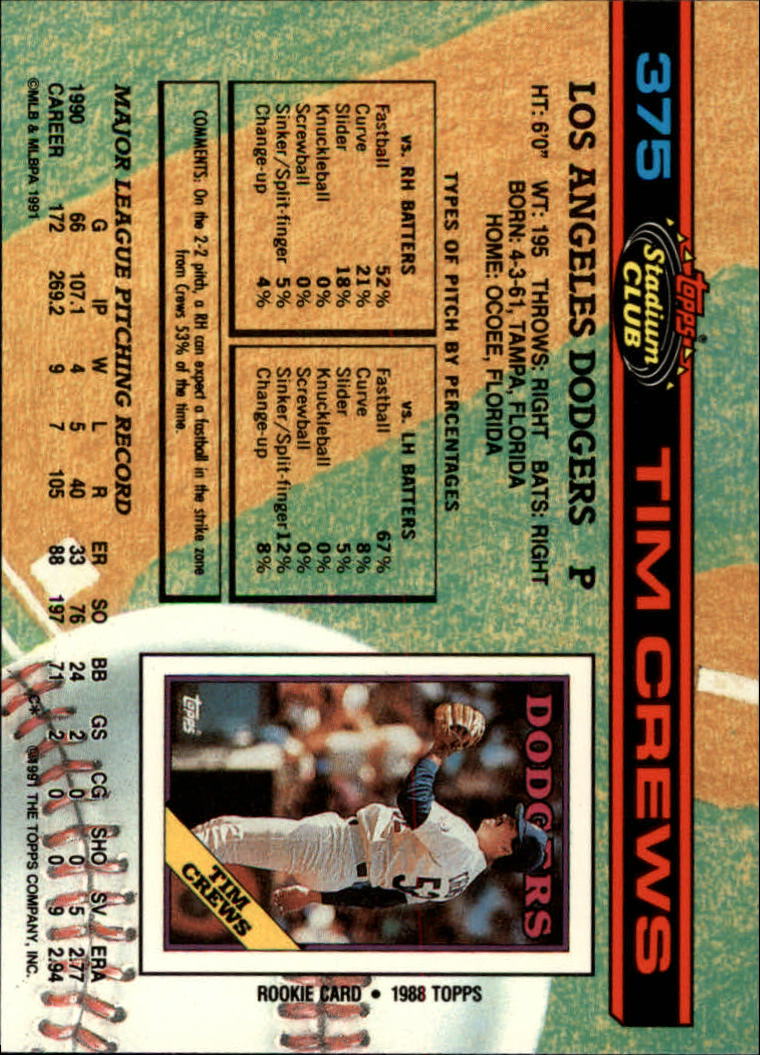 375
Topps®
Stadium
CLUB
TIM CREWS
LOS ANGELES DODGERS P
HT: 6'0" WT: 195 THROWS: RIGHT BATS: RIGHT
BORN: 4-3-61, TAMPA, FLORIDA
HOME: OCOEE, FLORIDA
TYPES OF PITCH BY PERCENTAGES
vs. RH BATTERS
Fastball 52%
Curve 21%
Slider 18%
Knuckleball 0%
Screwball 0%
Sinker/Split-finger 5%
Change-up 4%
vs. LH BATTERS
Fastball 67%
Curve 8%
Slider 5%
Knuckleball 0%
Screwball 0%
Sinker/Split-finger 12%
Change-up 8%
COMMENTS: On the 2-2 pitch, a RH can expect a fastball in the strike zone
from Crews 53% of the time.
DODGERS
TIM
CREWS
Topps
ROOKIE CARD • 1988 TOPPS
MAJOR LEAGUE PITCHING RECORD
G IP W L R ER SO BB GS CG SHO SV ERA
1990 66 107.1 4 5 40 33 76 24 2 0 0 5 2.77
CAREER 172 269.2 9 7 105 88 197 71 2 0 0 9 2.94
©MLB & MLBPA 1991
C* ©1991 THE TOPPS COMPANY, INC.